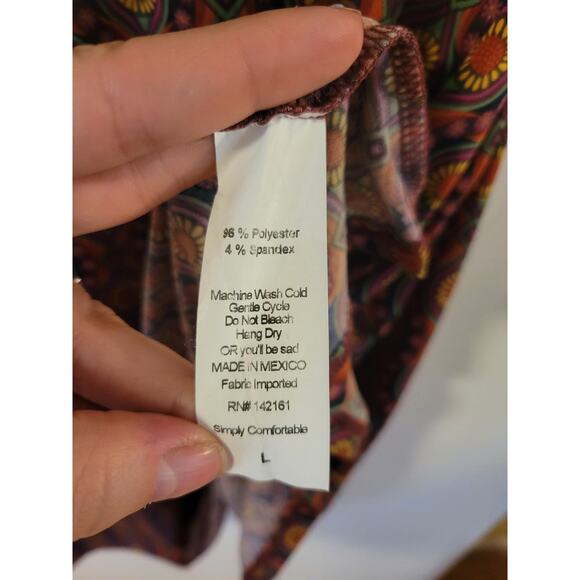 96 % Polyester
4 % Spandex
Machine Wash Cold
Gentle Cycle
Do Not Bleach
Hang Dry
OR you'll be sad
MADE IN MEXICO
Fabric Imported
RN# 142161
Simply Comfortable
L